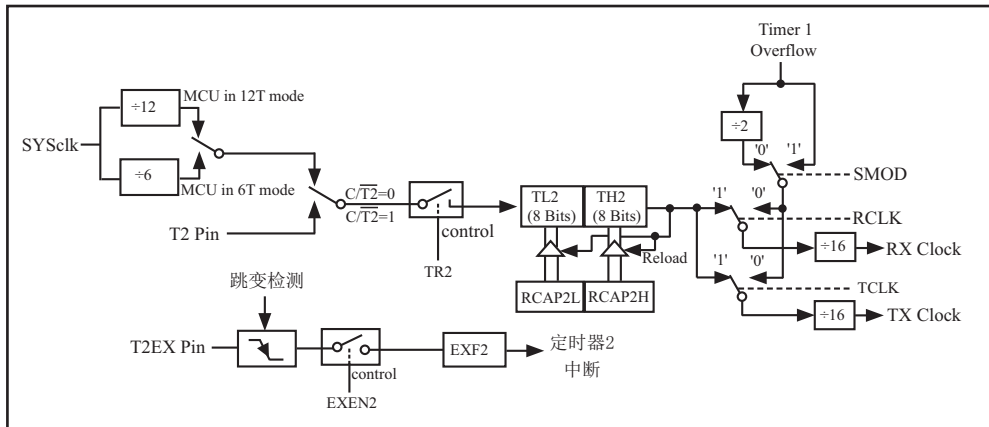 Timer 1
Overflow
÷12
MCU in 12T mode
SYSclk
÷6
MCU in 6T mode
÷2
'0'
'1'
SMOD
C/T2=0
C/T2=1
T2 Pin
control
TR2
TL2
(8 Bits)
TH2
(8 Bits)
Reload
RCAP2L
RCAP2H
'1'
'0'
RCLK
÷16
RX Clock
'1'
'0'
TCLK
÷16
TX Clock
跳变检测
T2EX Pin
control
EXEN2
EXF2
定时器2
中断